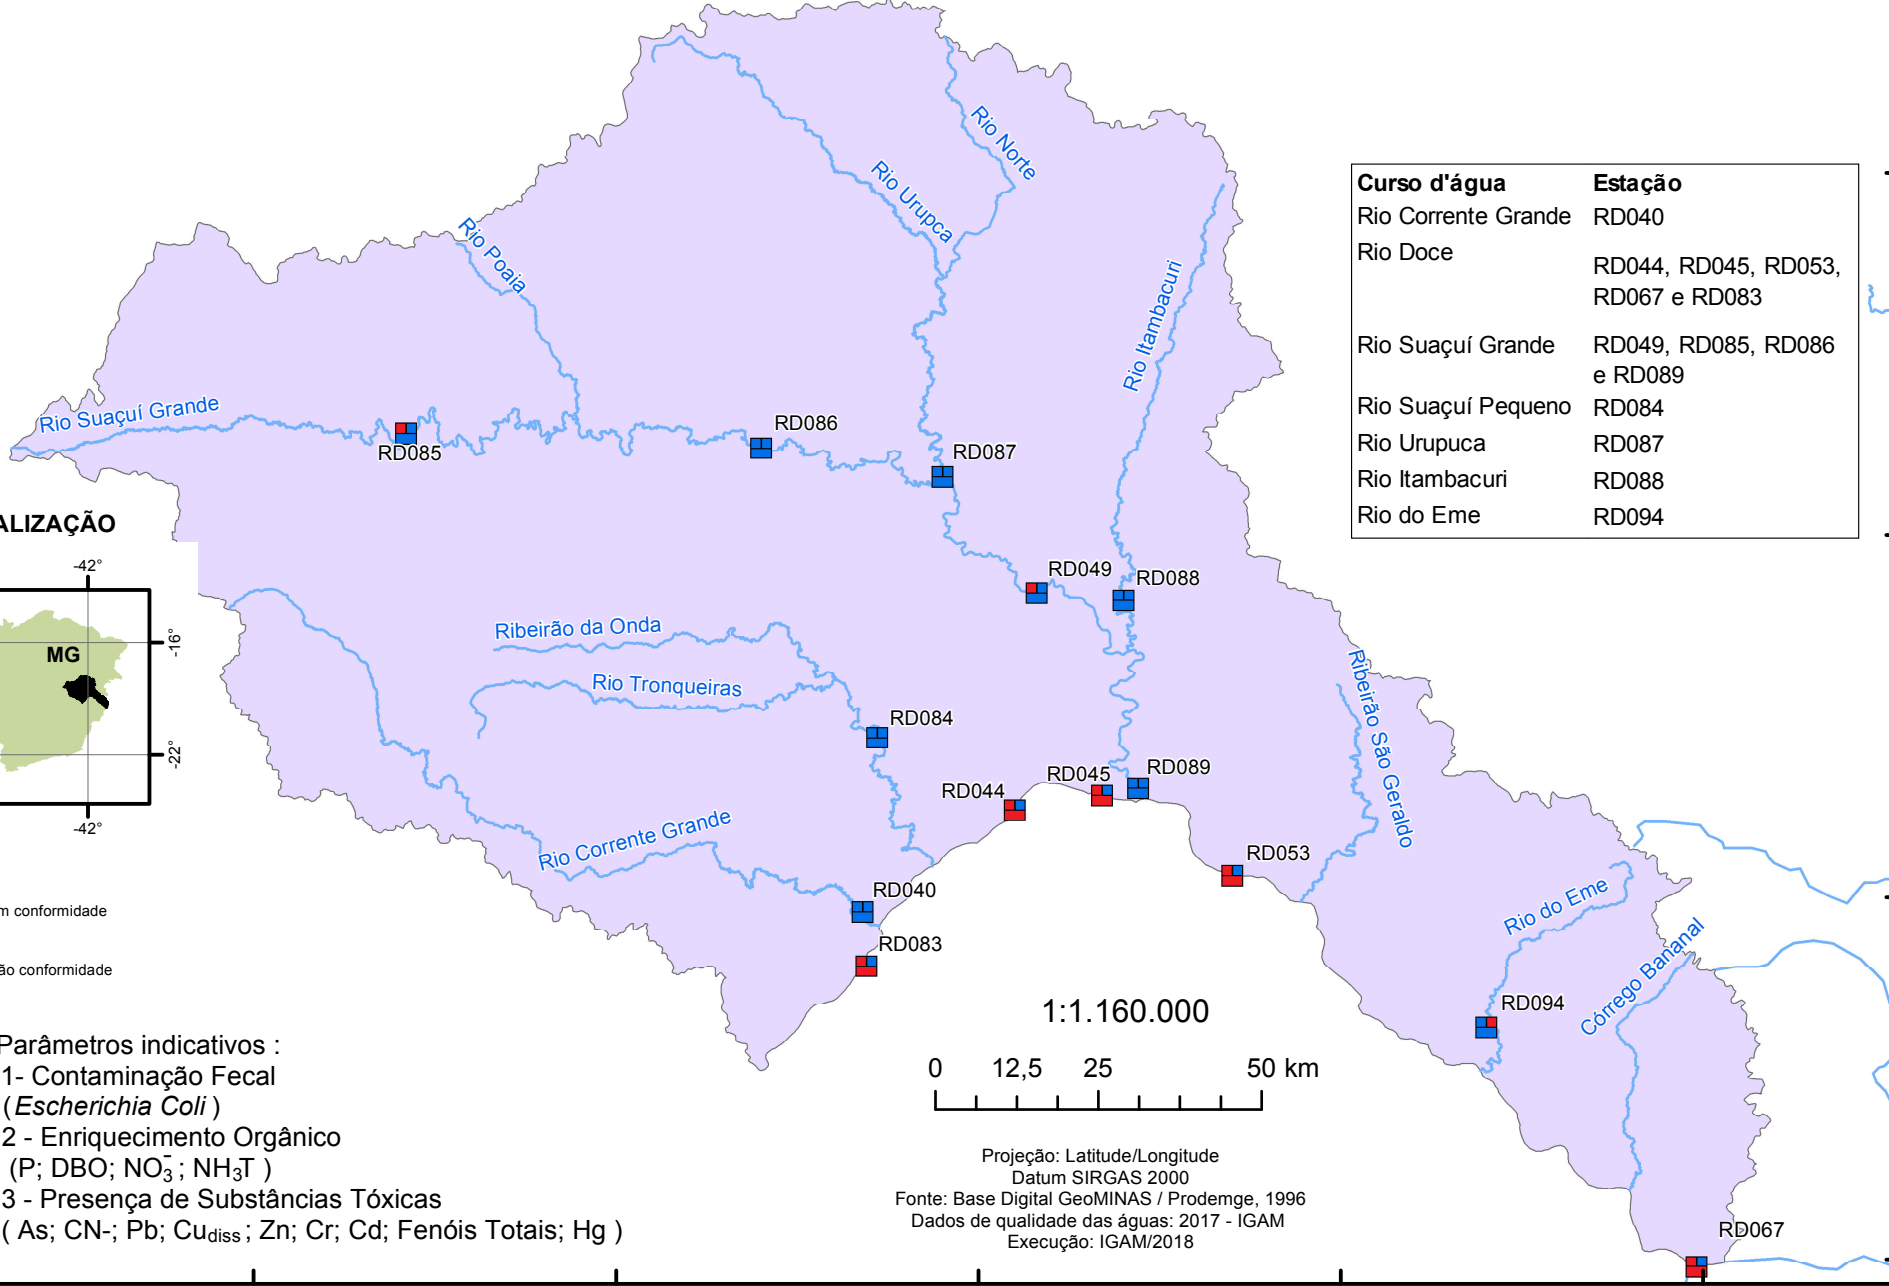 Rio Norte
Rio Urupca
Rio Poaia
Rio Itambacuri
Rio Suaçuí Grande
RD085
RD086
RD087
RD049
RD088
Ribeirão da Onda
Rio Tronqueiras
RD084
Ribeirão São Geraldo
RD044
RD045
RD089
RD053
Rio Corrente Grande
RD040
RD083
Rio do Eme
Córrego Bananal
RD094
RD067
Curso d'água Estação
Rio Corrente Grande RD040
Rio Doce
RD044, RD045, RD053,
RD067 e RD083
Rio Suaçuí Grande RD049, RD085, RD086
e RD089
Rio Suaçuí Pequeno RD084
Rio Urupuca RD087
Rio Itambacuri RD088
Rio do Eme RD094
ALIZAÇÃO
-42°
-16°
MG
-22°
-42°
m conformidade
ão conformidade
Parâmetros indicativos :
1- Contaminação Fecal
(Escherichia Coli )
2 - Enriquecimento Orgânico
(P; DBO; NO3-; NH3T )
3 - Presença de Substâncias Tóxicas
( As; CN-; Pb; Cudiss ; Zn; Cr; Cd; Fenóis Totais; Hg )
1:1.160.000
0 12,5 25 50 km
Projeção: Latitude/Longitude
Datum SIRGAS 2000
Fonte: Base Digital GeoMINAS / Prodemge, 1996
Dados de qualidade das águas: 2017 - IGAM
Execução: IGAM/2018